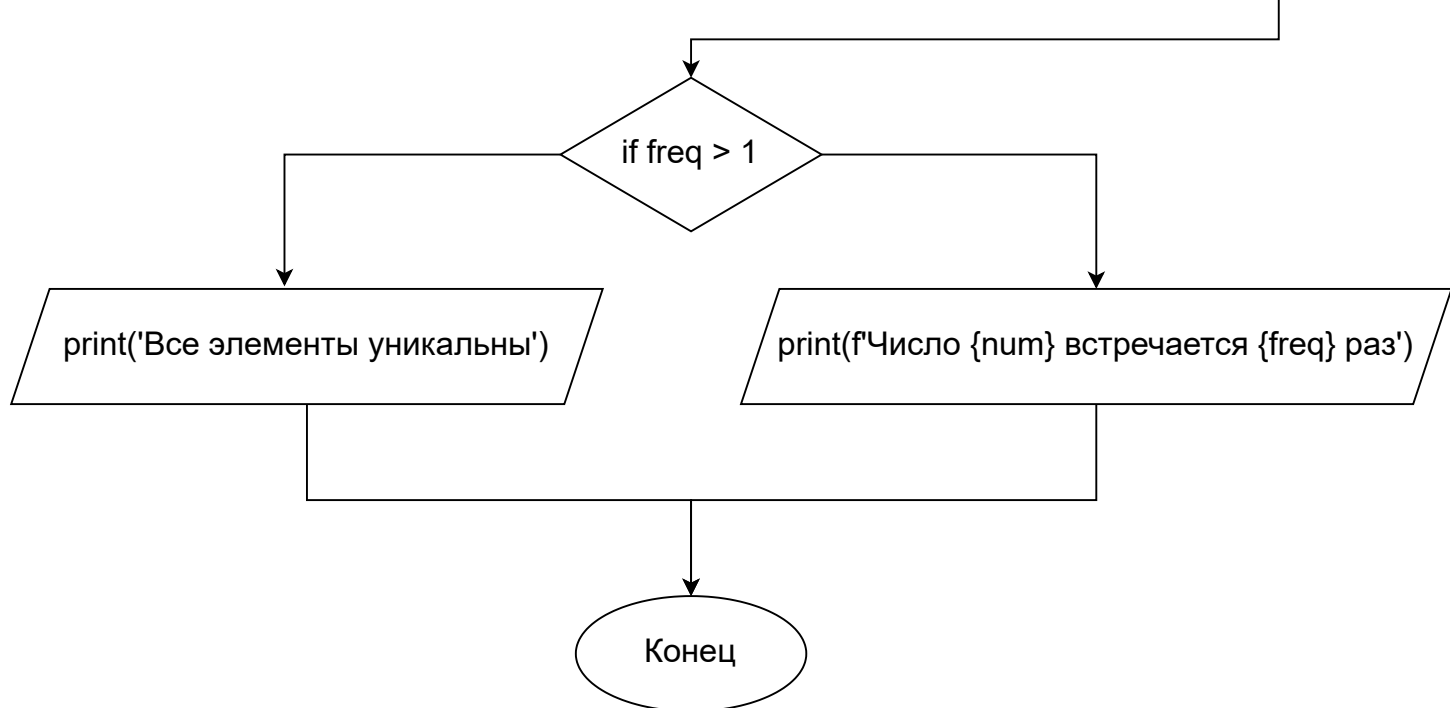 if freq > 1
print('Все элементы уникальны')
print(f'Число {num} встречается {freq} раз')
Конец